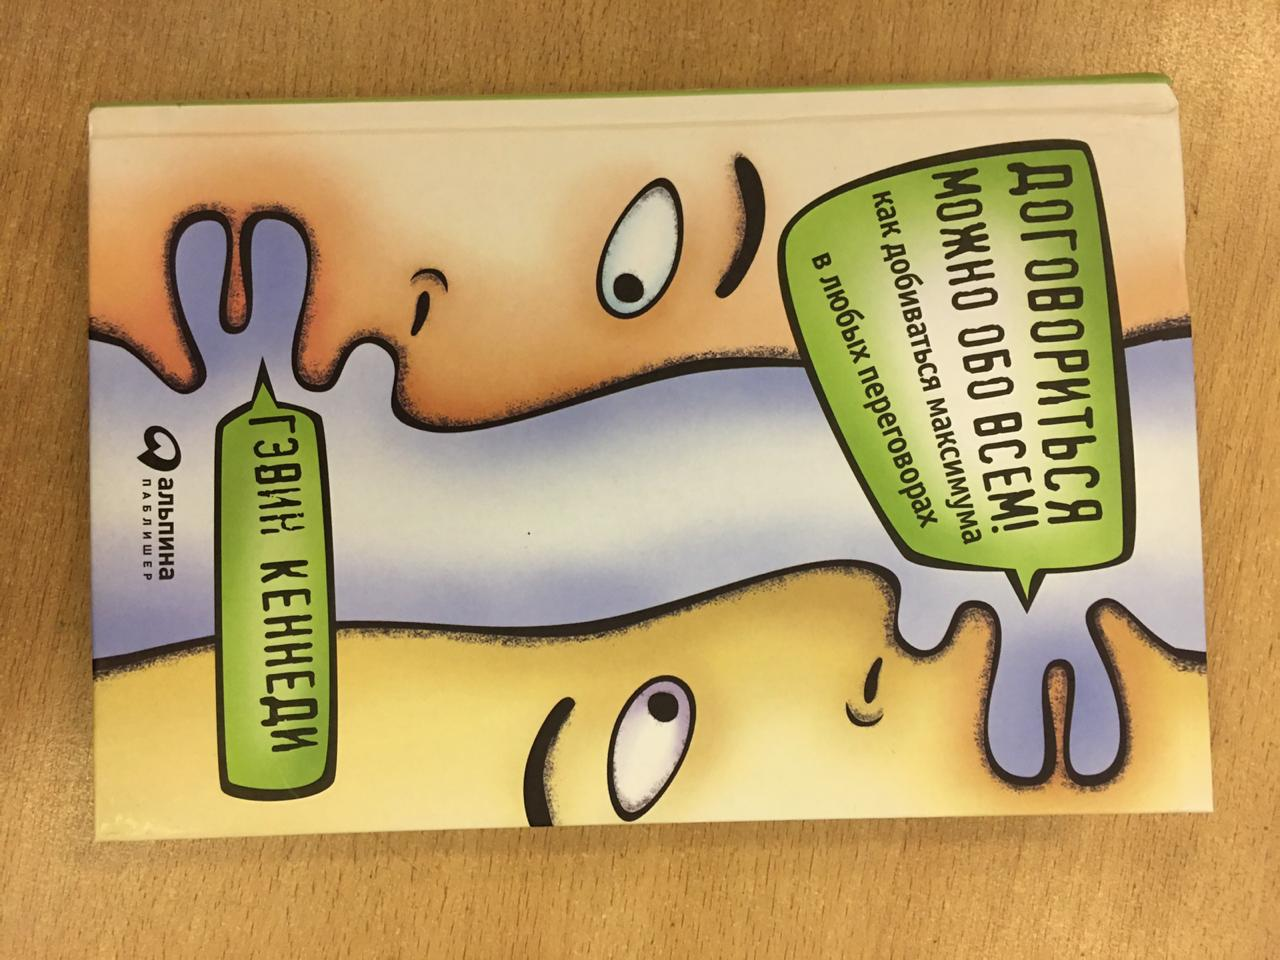 ДОГОВОРИТЬСЯ
МОЖНО ОБО ВСЕМ!
как добиваться максимума
в любых переговорах
ГЭВИН КЕННЕДИ
альпина
ПАБЛИШЕР